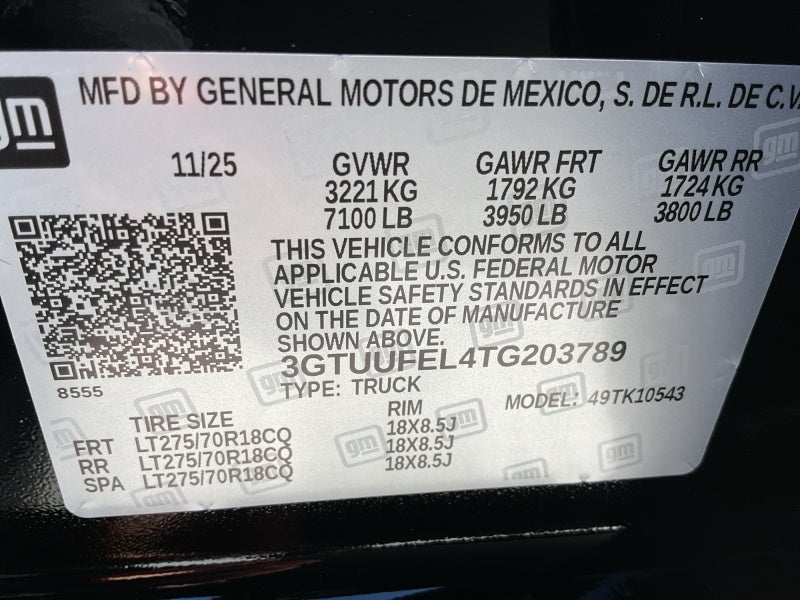 gm MFD BY GENERAL MOTORS DE MEXICO, S. DE R.L. DE C.V.
11/25 GVWR GAWR FRT GAWR RR
3221 KG 1792 KG 1724 KG
7100 LB 3950 LB 3800 LB
THIS VEHICLE CONFORMS TO ALL
APPLICABLE U.S. FEDERAL MOTOR
VEHICLE SAFETY STANDARDS IN EFFECT
ON THE DATE OF MANUFACTURE
SHOWN ABOVE.
3GTUUFEL4TG203789
8555 TYPE: TRUCK MODEL: 49TK10543
TIRE SIZE RIM
FRT LT275/70R18CQ 18X8.5J
RR LT275/70R18CQ 18X8.5J
SPA LT275/70R18CQ 18X8.5J